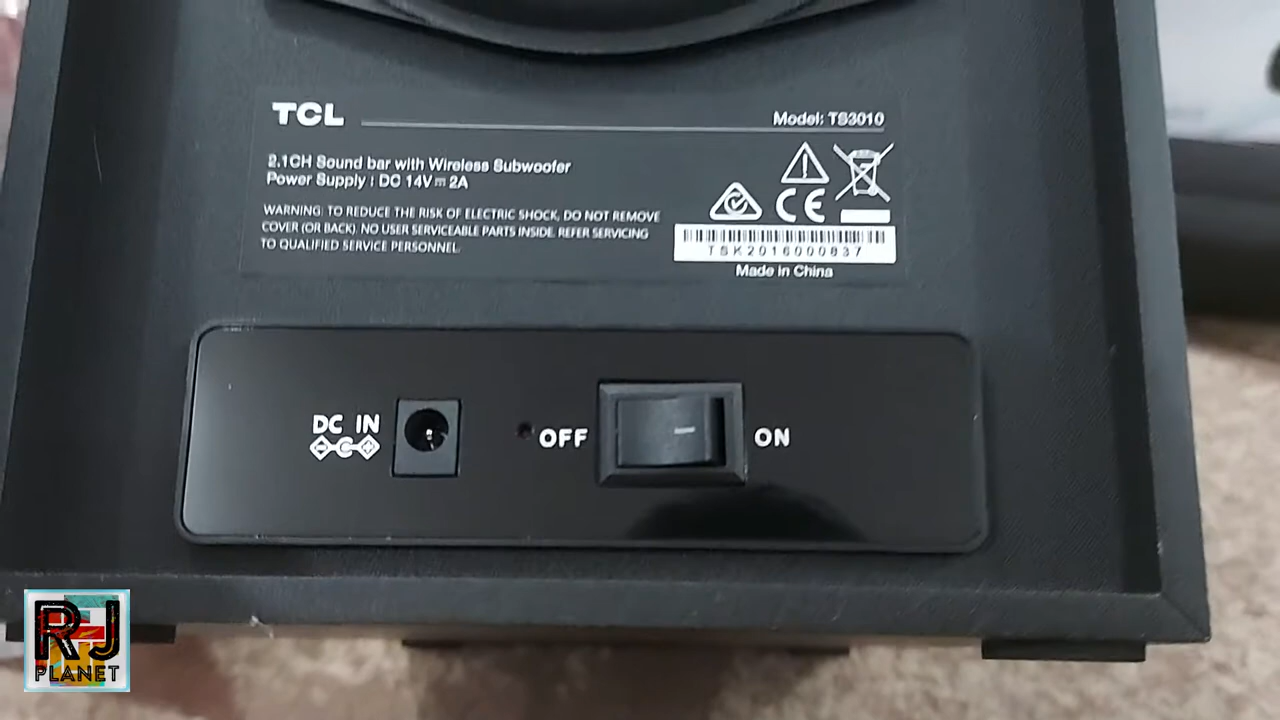 TCL
Model: TS3010
2.1CH Sound bar with Wireless Subwoofer
Power Supply : DC 14V⎓2A
WARNING: TO REDUCE THE RISK OF ELECTRIC SHOCK, DO NOT REMOVE
COVER (OR BACK). NO USER SERVICEABLE PARTS INSIDE. REFER SERVICING
TO QUALIFIED SERVICE PERSONNEL.
CE
TSK2016000837
Made in China
DC IN
OFF
ON
RJ
PLANET